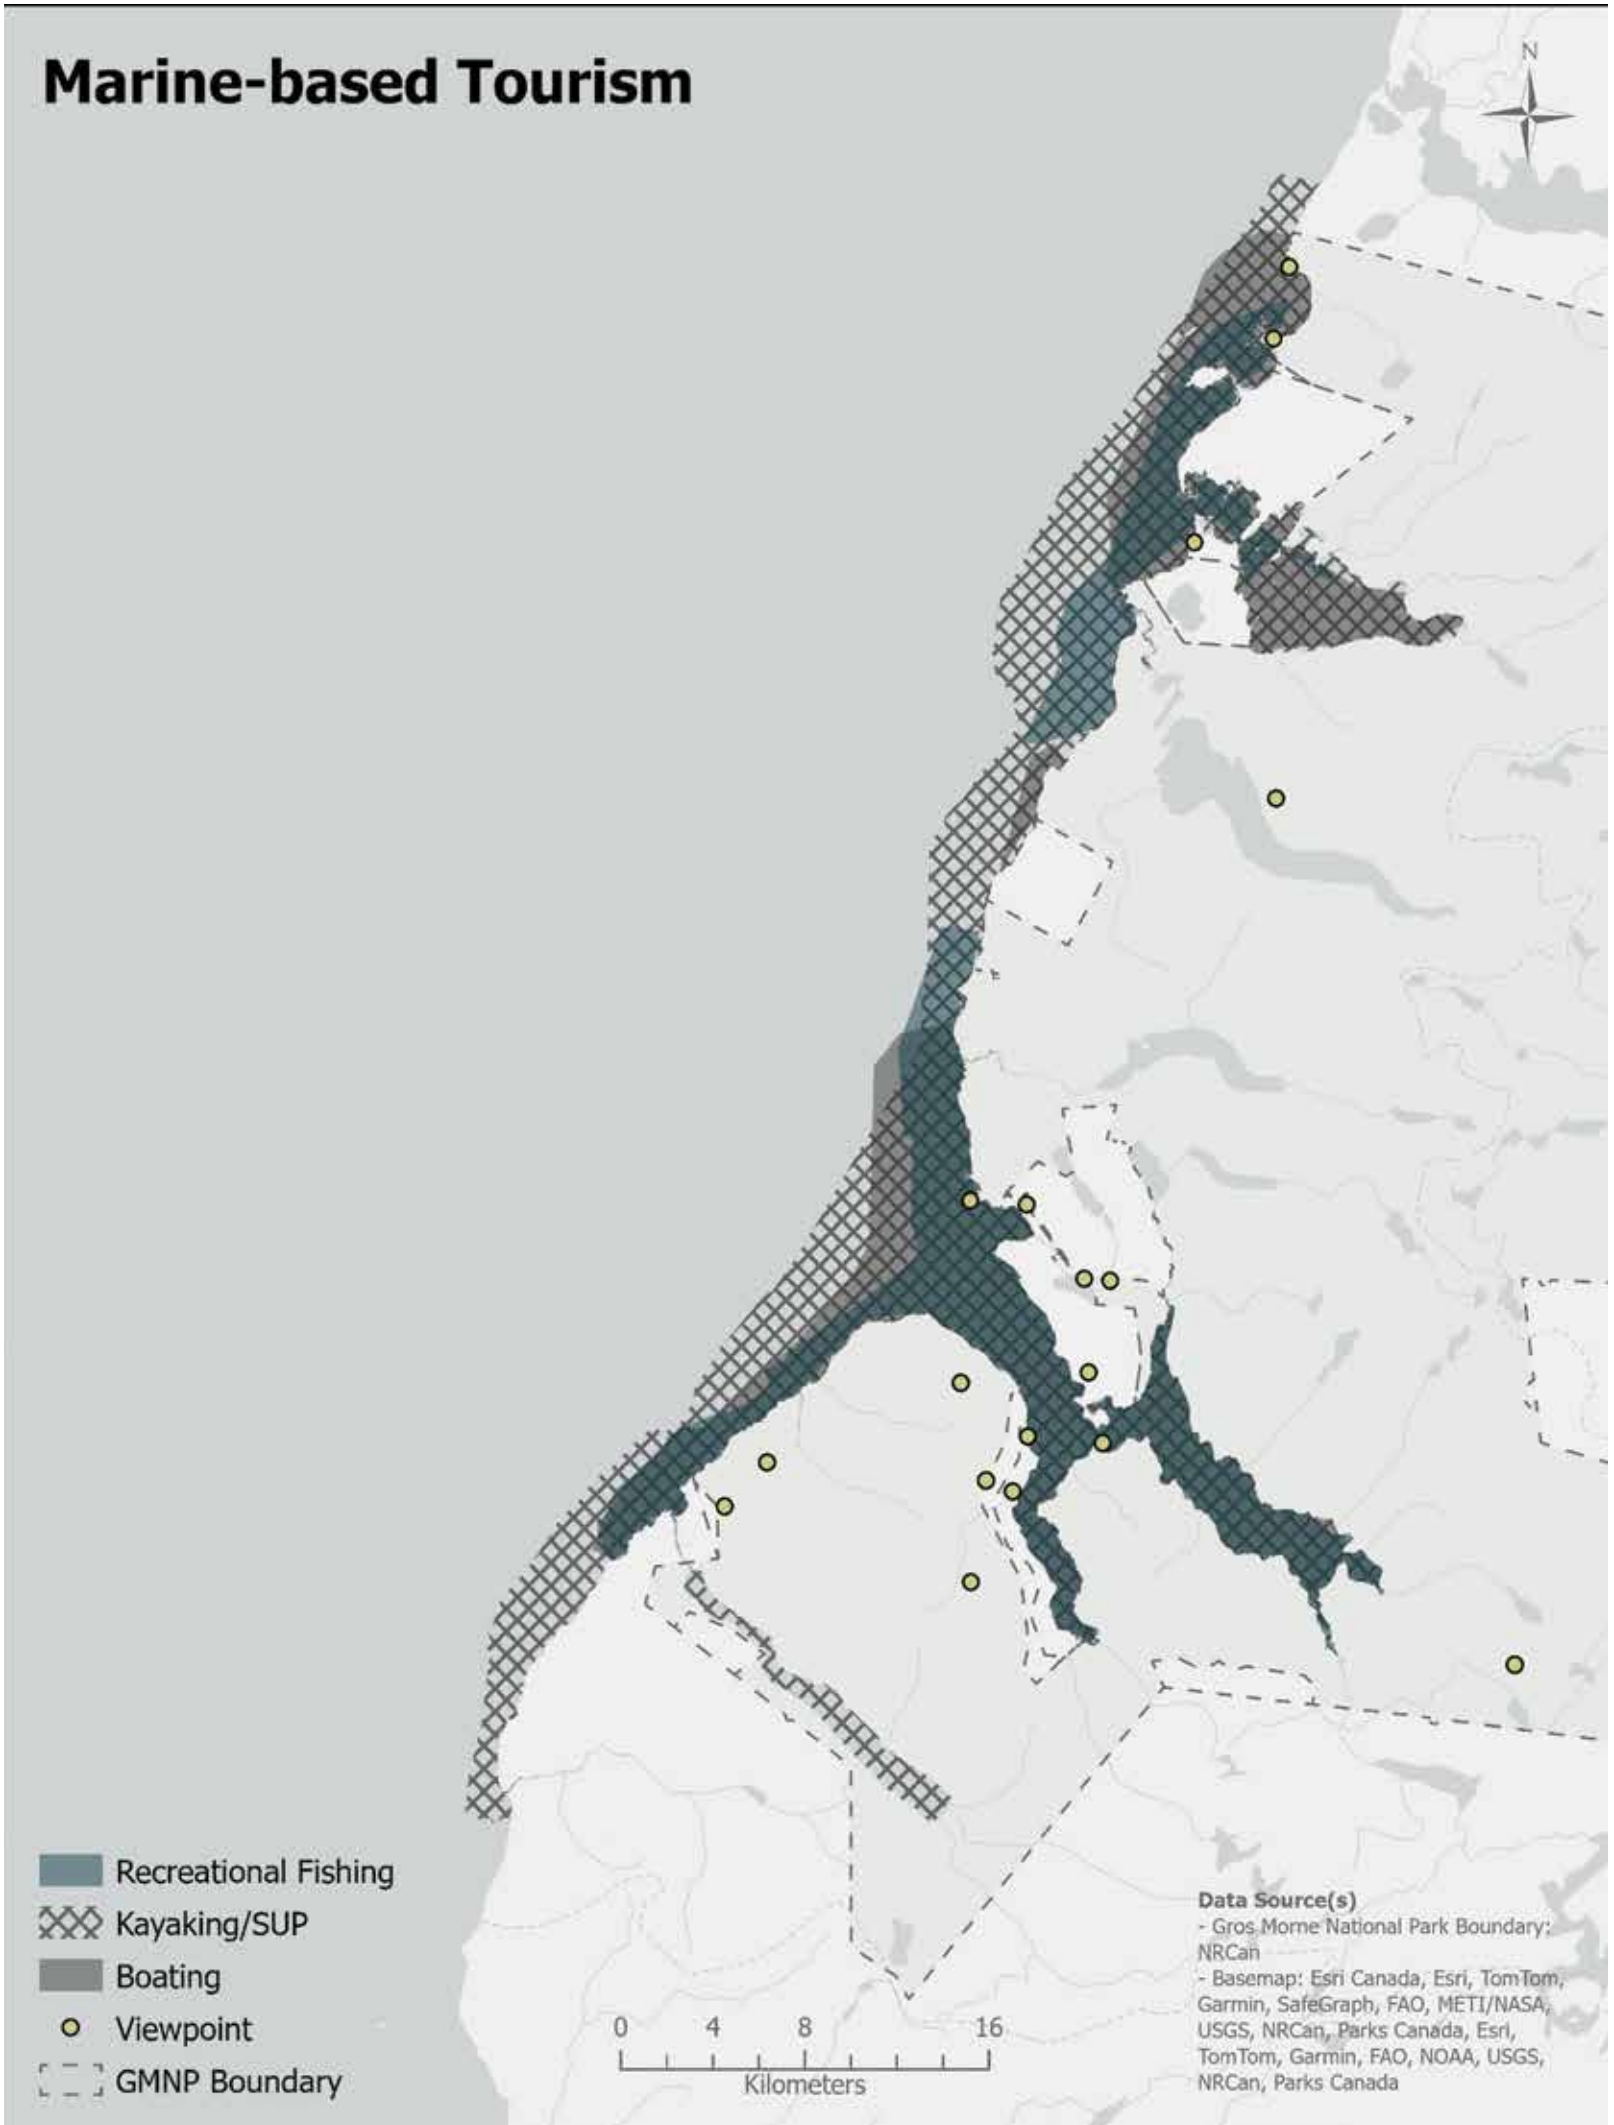 Marine-based Tourism
N
Recreational Fishing
Kayaking/SUP
Boating
Viewpoint
GMNP Boundary
0 4 8 16
Kilometers
Data Source(s)
- Gros Morne National Park Boundary:
NRCan
- Basemap: Esri Canada, Esri, TomTom,
Garmin, SafeGraph, FAO, METI/NASA,
USGS, NRCan, Parks Canada, Esri,
TomTom, Garmin, FAO, NOAA, USGS,
NRCan, Parks Canada